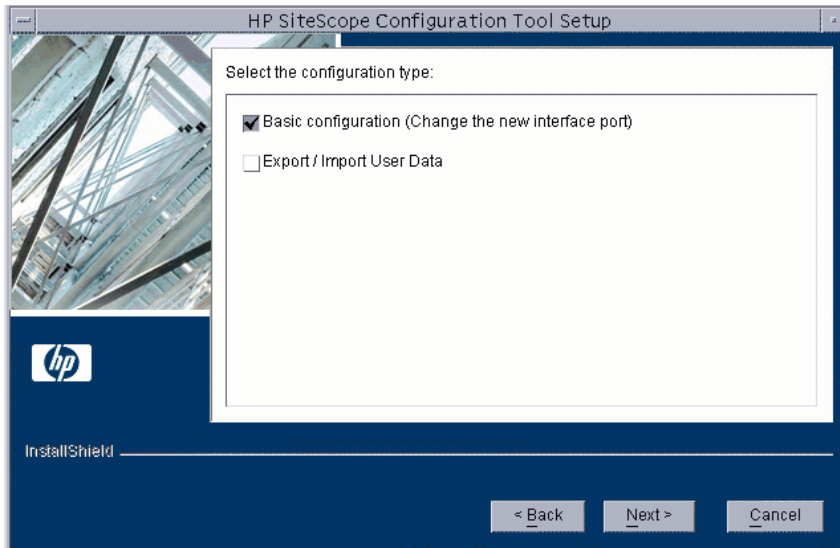 HP SiteScope Configuration Tool Setup
Select the configuration type:
Basic configuration (Change the new interface port)
Export / Import User Data
hp
InstallShield
< Back
Next >
Cancel